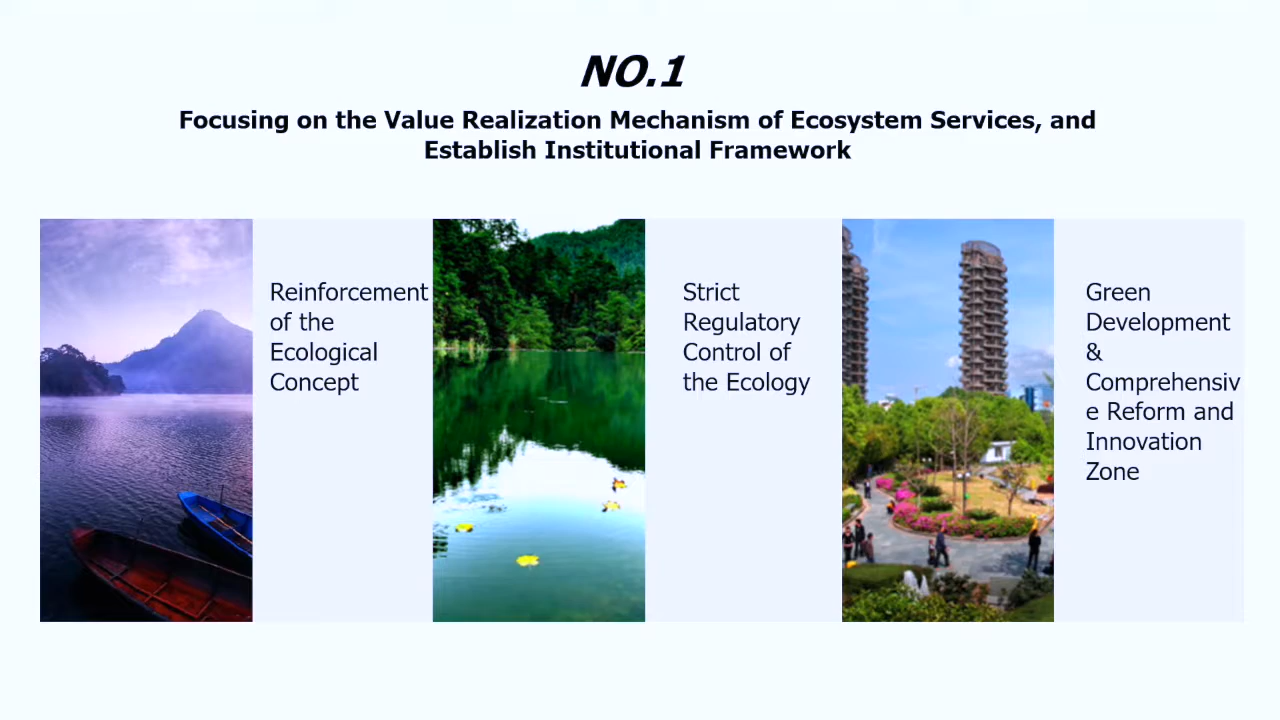 NO.1
Focusing on the Value Realization Mechanism of Ecosystem Services, and
Establish Institutional Framework
Reinforcement
of the
Ecological
Concept
Strict
Regulatory
Control of
the Ecology
Green
Development
&
Comprehensiv
e Reform and
Innovation
Zone